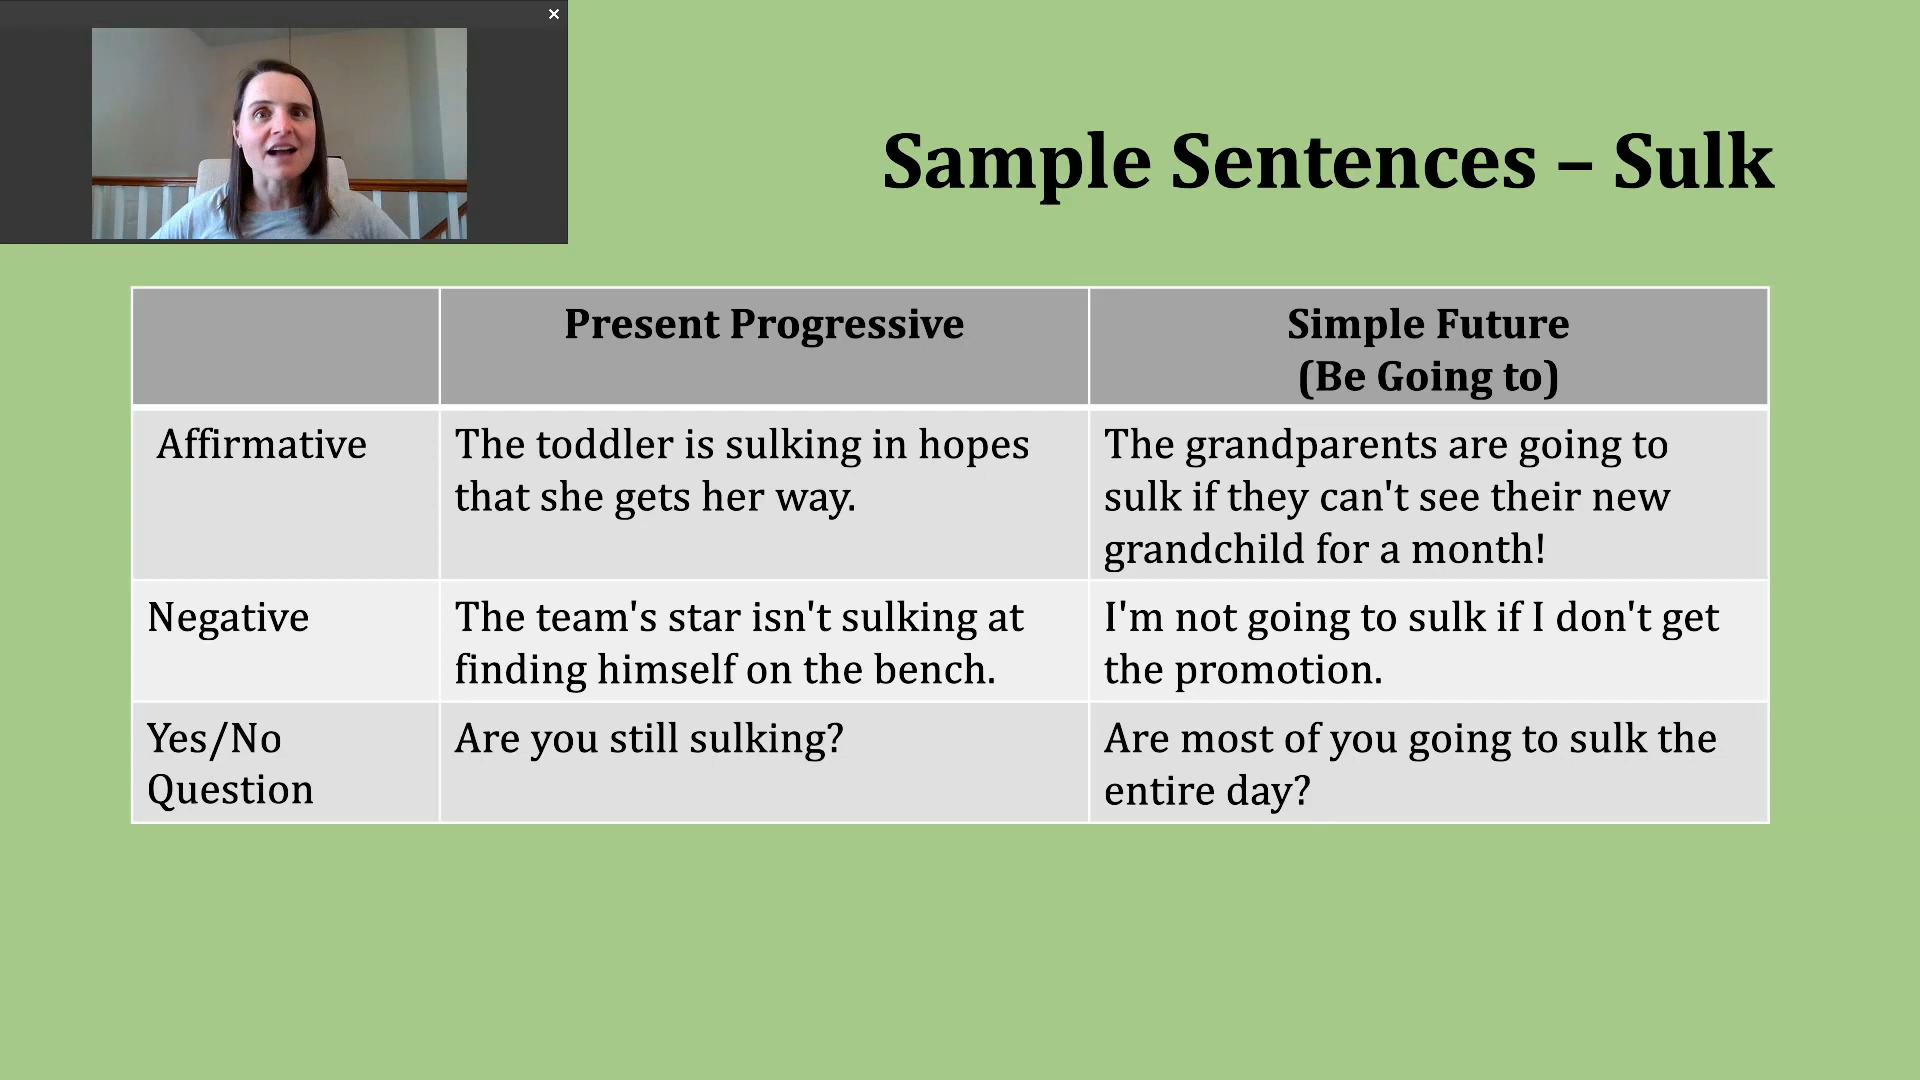 Sample Sentences – Sulk
Present Progressive
Simple Future
(Be Going to)
Affirmative
The toddler is sulking in hopes
that she gets her way.
The grandparents are going to
sulk if they can't see their new
grandchild for a month!
Negative
The team's star isn't sulking at
finding himself on the bench.
I'm not going to sulk if I don't get
the promotion.
Yes/No
Question
Are you still sulking?
Are most of you going to sulk the
entire day?